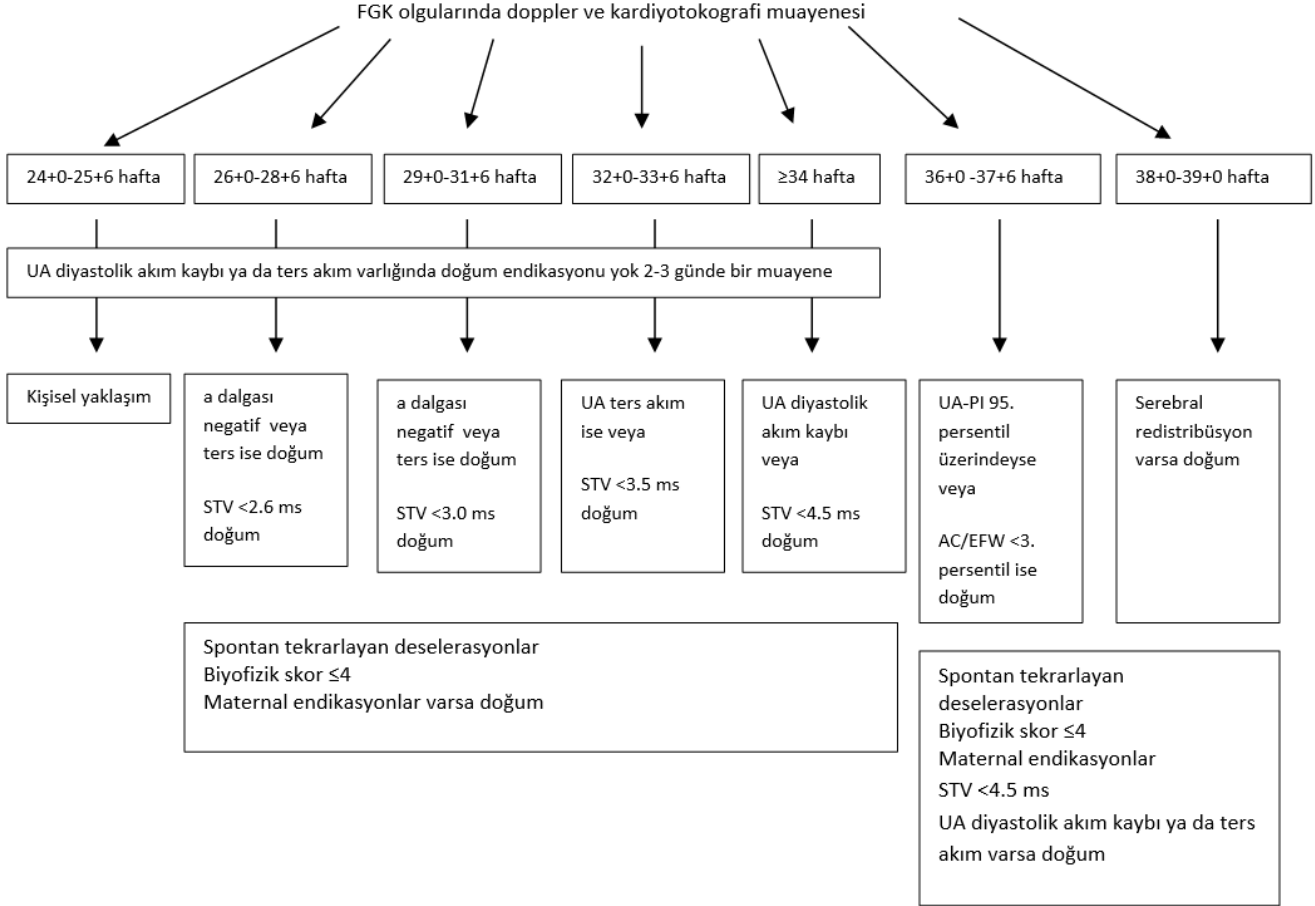 FGK olgularında doppler ve kardiyotokografi muayenesi
24+0-25+6 hafta
26+0-28+6 hafta
29+0-31+6 hafta
32+0-33+6 hafta
≥34 hafta
36+0 -37+6 hafta
38+0-39+0 hafta
UA diyastolik akım kaybı ya da ters akım varlığında doğum endikasyonu yok 2-3 günde bir muayene
Kişisel yaklaşım
a dalgası
negatif veya
ters ise doğum
STV <2.6 ms
doğum
a dalgası
negatif veya
ters ise doğum
STV <3.0 ms
doğum
UA ters akım
ise veya
STV <3.5 ms
doğum
UA diyastolik
akım kaybı
veya
STV <4.5 ms
doğum
UA-PI 95.
persentil
üzerindeyse
veya
AC/EFW <3.
persentil ise
doğum
Serebral
redistribüsyon
varsa doğum
Spontan tekrarlayan deselerasyonlar
Biyofizik skor ≤4
Maternal endikasyonlar varsa doğum
Spontan tekrarlayan
deselerasyonlar
Biyofizik skor ≤4
Maternal endikasyonlar
STV <4.5 ms
UA diyastolik akım kaybı ya da ters
akım varsa doğum